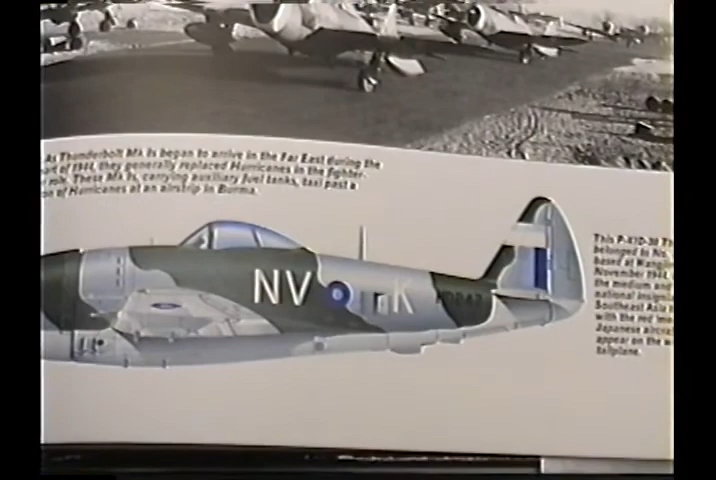 As Thunderbolt Mk Is began to arrive in the Far East during the
part of 1944, they generally replaced Hurricanes in the fighter-
role. These Mk Is, carrying auxiliary fuel tanks, taxi past a
of Hurricanes at an airstrip in Burma.
NV K
This P-47D-30 Th
belonged to No.
based at
November 1944.
the medium and
national insignia
Southeast Asia
with the red
Japanese aircra
appear on the w
tailplane.